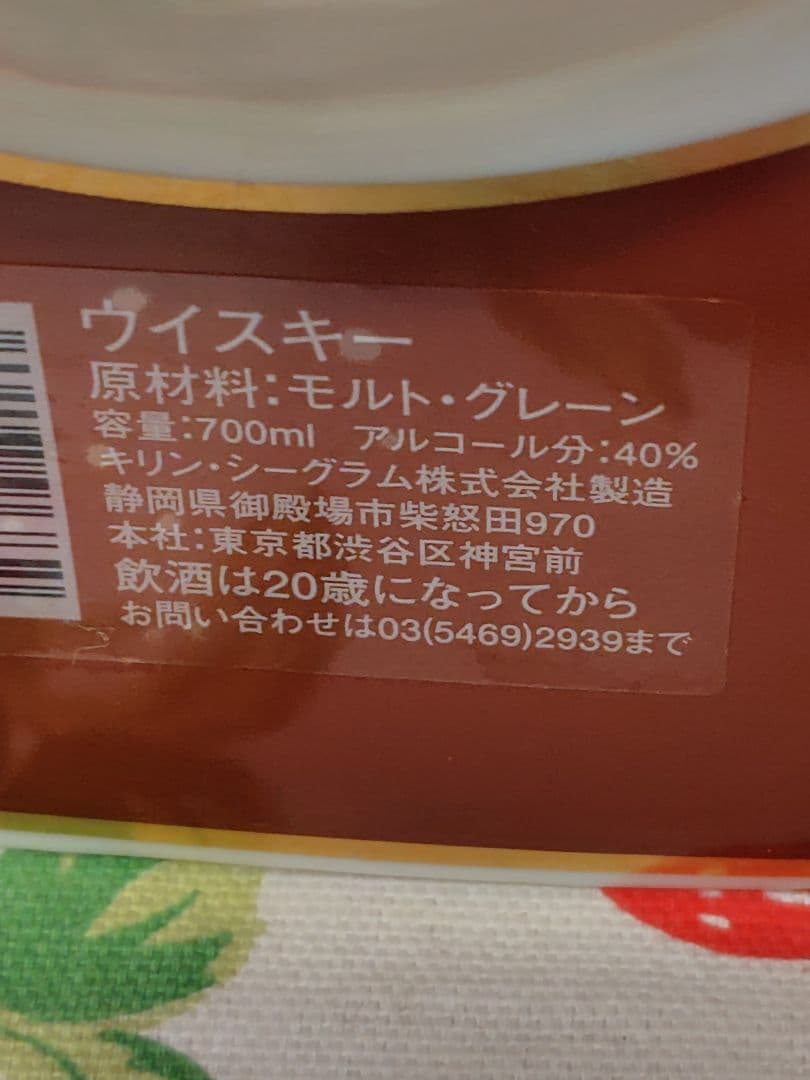 ウイスキー
原材料:モルト・グレーン
容量:700ml アルコール分:40%
キリン・シーグラム株式会社製造
静岡県御殿場市柴怒田970
本社:東京都渋谷区神宮前
飲酒は20歳になってから
お問い合わせは03(5469)2939まで